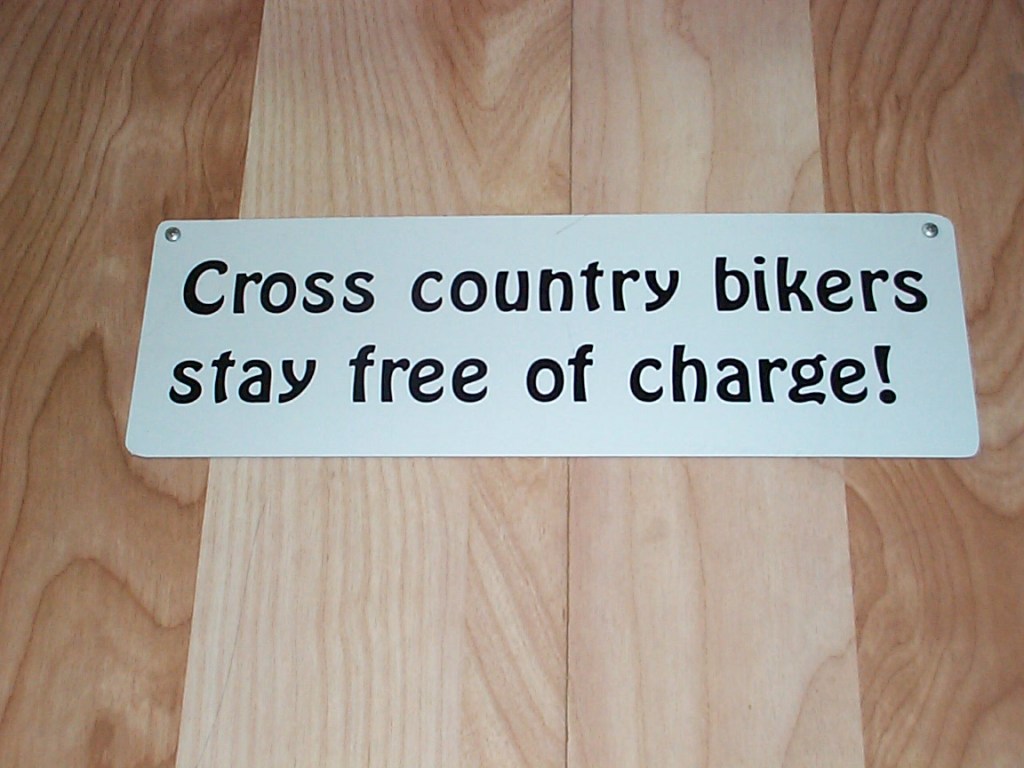 Cross country bikers
stay free of charge!